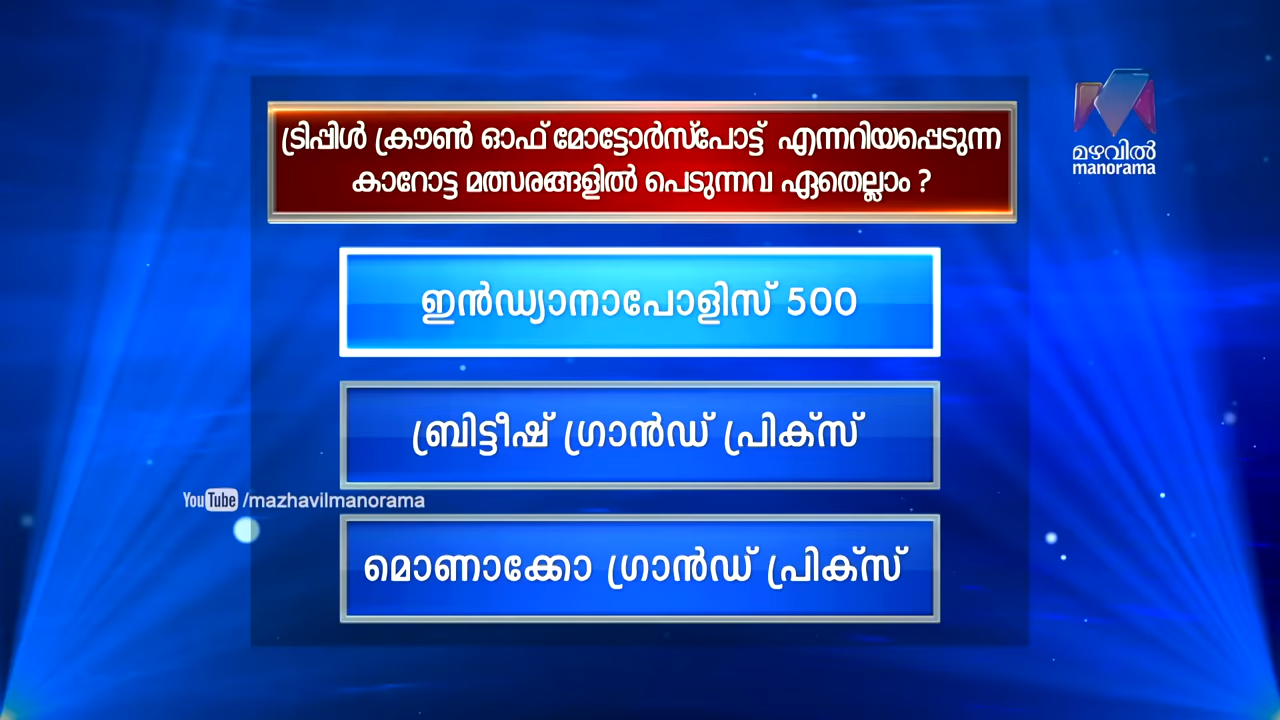 ട്രിപ്പിൾ ക്രൗൺ ഓഫ് മോട്ടോർസ്പോട്ട് എന്നറിയപ്പെടുന്ന
കാറോട്ട മത്സരങ്ങളിൽ പെടുന്നവ ഏതെല്ലാം ?
മഴവിൽ
manorama
ഇൻഡ്യാനാപോളിസ് 500
ബ്രിട്ടീഷ് ഗ്രാൻഡ് പ്രിക്സ്
YouTube /mazhavilmanorama
മൊണാക്കോ ഗ്രാൻഡ് പ്രിക്സ്